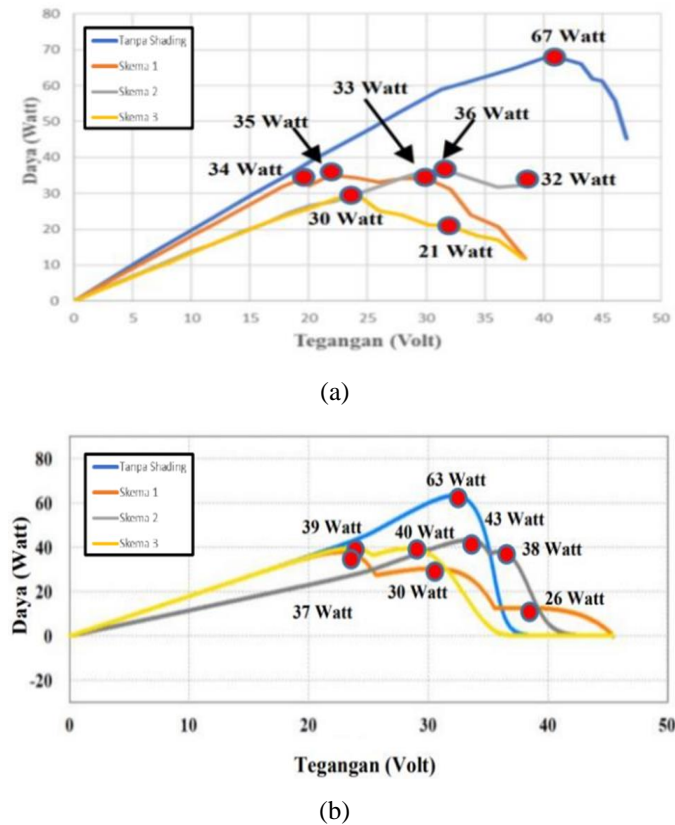 80
70
60
50
40
30
20
10
0
Daya (Watt)
Tanpa Shading
Skema 1
Skema 2
Skema 3
67 Watt
33 Watt
36 Watt
35 Watt
34 Watt
32 Watt
30 Watt
21 Watt
0 5 10 15 20 25 30 35 40 45 50
Tegangan (Volt)
(a)
80
60
40
20
0
-20
Daya (Watt)
Tanpa Shading
Skema 1
Skema 2
Skema 3
63 Watt
39 Watt
40 Watt
43 Watt
38 Watt
37 Watt
30 Watt
26 Watt
0 10 20 30 40 50
Tegangan (Volt)
(b)